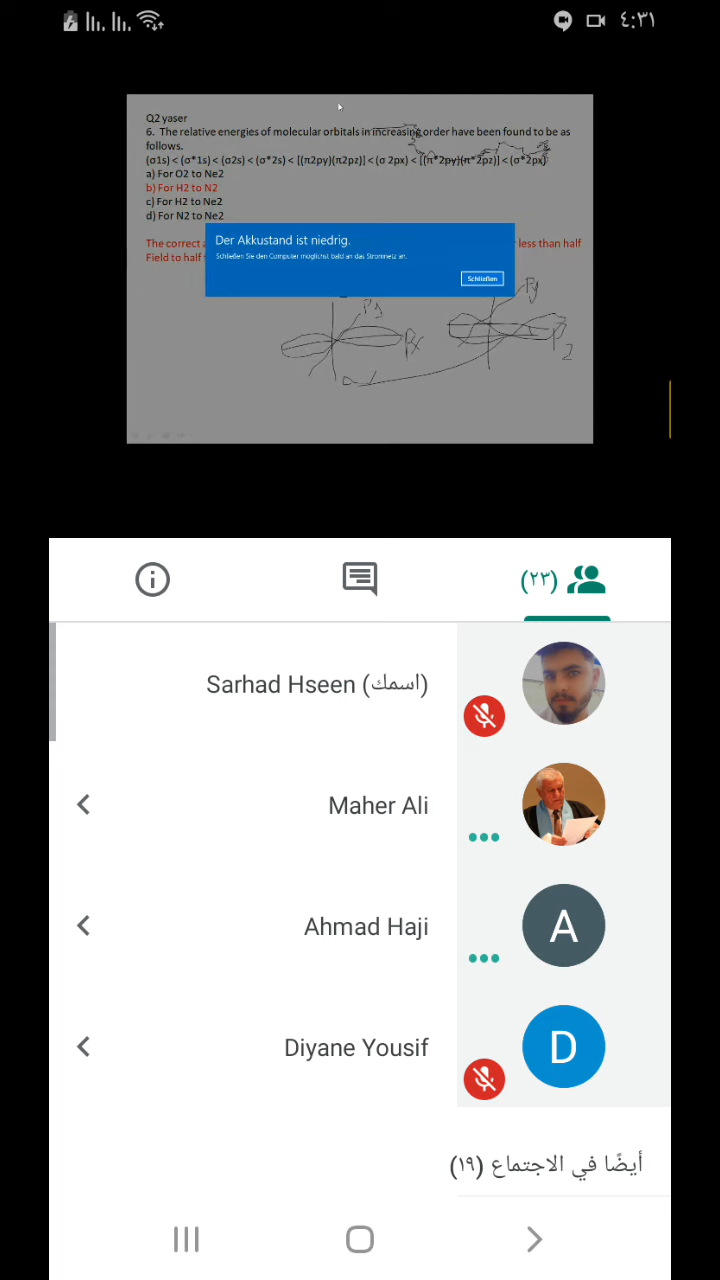 ٤:٣١
Q2 yaser
6. The relative energies of molecular orbitals in increasing order have been found to be as
follows.
(σ1s) < (σ*1s) < (σ2s) < (σ*2s) < [(π2py)(π2pz)] < (σ 2px) < [(π*2py)(π*2pz)] < (σ*2px)
a) For O2 to Ne2
b) For H2 to N2
c) For H2 to Ne2
d) For N2 to Ne2
The correct
less than half
Field to half
Der Akkustand ist niedrig.
Schließen Sie den Computer möglichst bald an das Stromnetz an.
Schließen
Px
Py
Pz
(٢٣)
Sarhad Hseen (اسمك)
Maher Ali
Ahmad Haji
A
Diyane Yousif
D
أيضًا في الاجتماع (١٩)